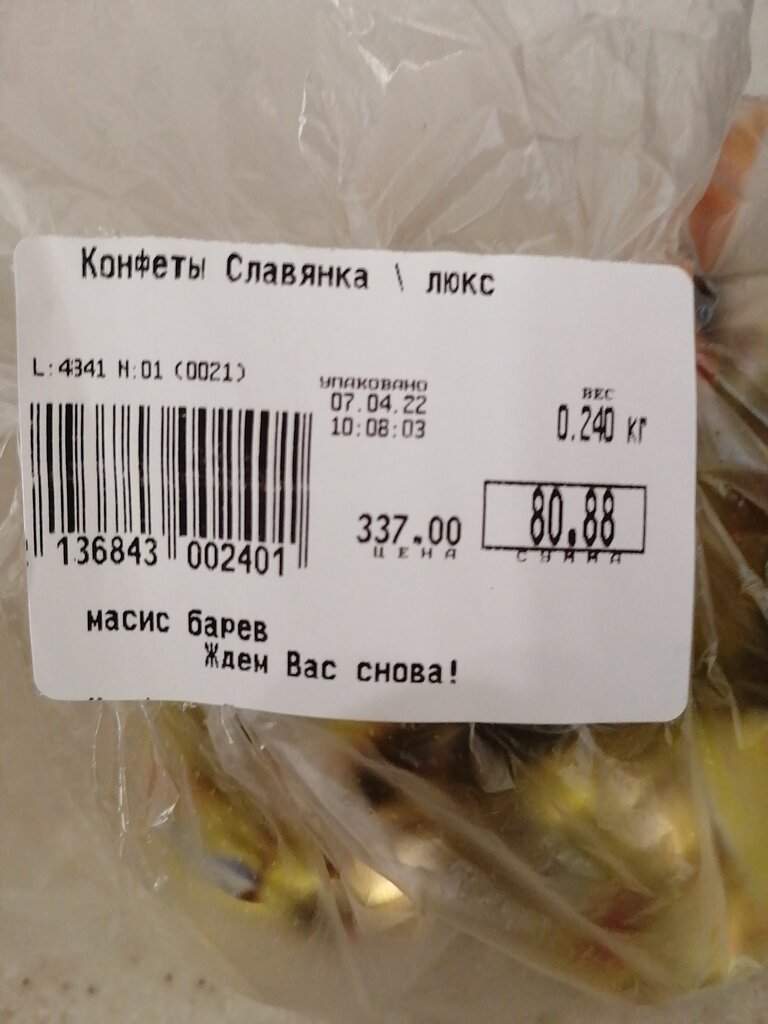 Конфеты Славянка \ люкс
L:4341 N:01 (0021)
УПАКОВАНО
07.04.22
10:08:03
ВЕС
0.240 кг
337.00
ЦЕНА
80.88
СУММА
136843 002401
масис барев
Ждем Вас снова!